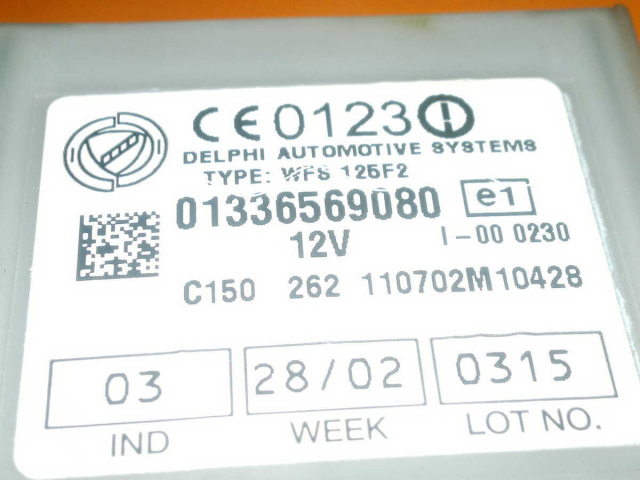 CE0123
DELPHI AUTOMOTIVE SYSTEMS
TYPE: WFS 125F2
01336569080 e1
12V I-00 0230
C150 262 110702M10428
03 28/02 0315
IND WEEK LOT NO.